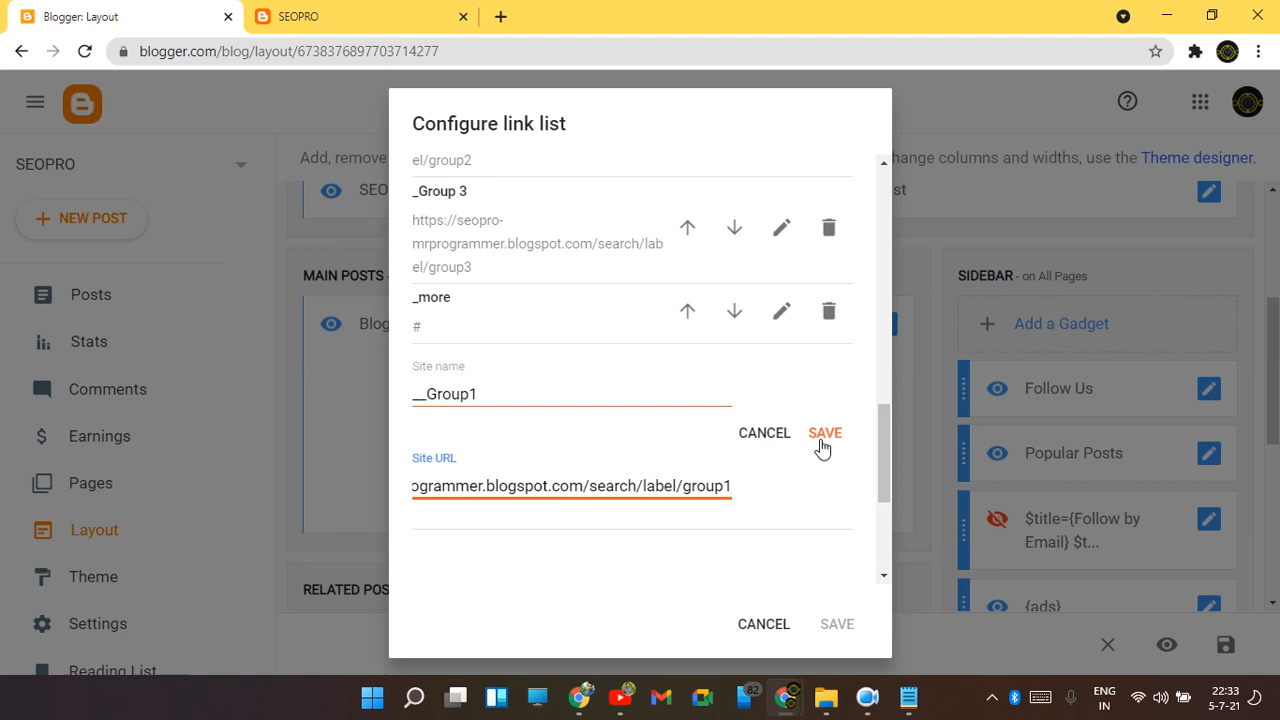 Blogger: Layout
SEOPRO
blogger.com/blog/layout/6738376897703714277
SEOPRO
NEW POST
Posts
Stats
Comments
Earnings
Pages
Layout
Theme
Settings
Reading List
Add, remove
hange columns and widths, use the Theme designer.
SEO
st
MAIN POSTS -
Blog
RELATED POS
SIDEBAR - on All Pages
Add a Gadget
Follow Us
Popular Posts
$title={Follow by
Email} $t...
{ads}
Configure link list
el/group2
_Group 3
https://seopro-
mrprogrammer.blogspot.com/search/lab
el/group3
_more
#
Site name
__Group1
CANCEL SAVE
Site URL
ogrammer.blogspot.com/search/label/group1
CANCEL SAVE
82
ENG
IN
22:33
5-7-21